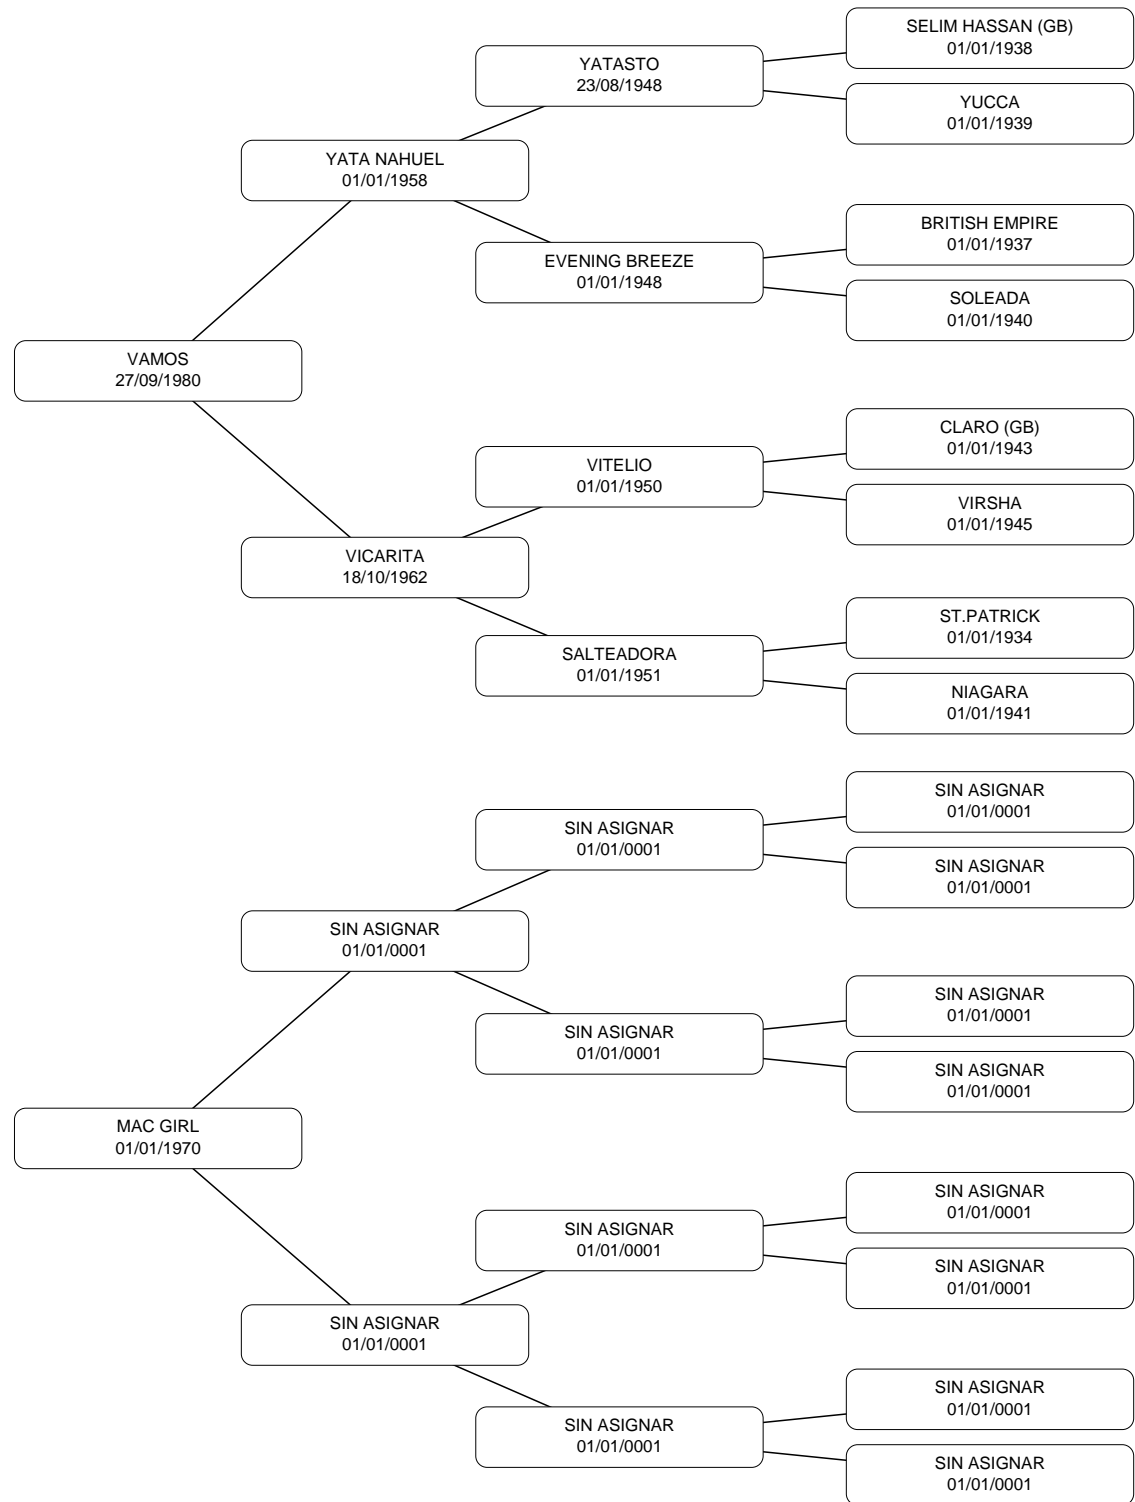 SELIM HASSAN (GB)
01/01/1938
YATASTO
23/08/1948
YUCCA
01/01/1939
YATA NAHUEL
01/01/1958
BRITISH EMPIRE
01/01/1937
EVENING BREEZE
01/01/1948
SOLEADA
01/01/1940
VAMOS
27/09/1980
CLARO (GB)
01/01/1943
VITELIO
01/01/1950
VIRSHA
01/01/1945
VICARITA
18/10/1962
ST.PATRICK
01/01/1934
SALTEADORA
01/01/1951
NIAGARA
01/01/1941
SIN ASIGNAR
01/01/0001
SIN ASIGNAR
01/01/0001
SIN ASIGNAR
01/01/0001
SIN ASIGNAR
01/01/0001
SIN ASIGNAR
01/01/0001
SIN ASIGNAR
01/01/0001
SIN ASIGNAR
01/01/0001
MAC GIRL
01/01/1970
SIN ASIGNAR
01/01/0001
SIN ASIGNAR
01/01/0001
SIN ASIGNAR
01/01/0001
SIN ASIGNAR
01/01/0001
SIN ASIGNAR
01/01/0001
SIN ASIGNAR
01/01/0001
SIN ASIGNAR
01/01/0001